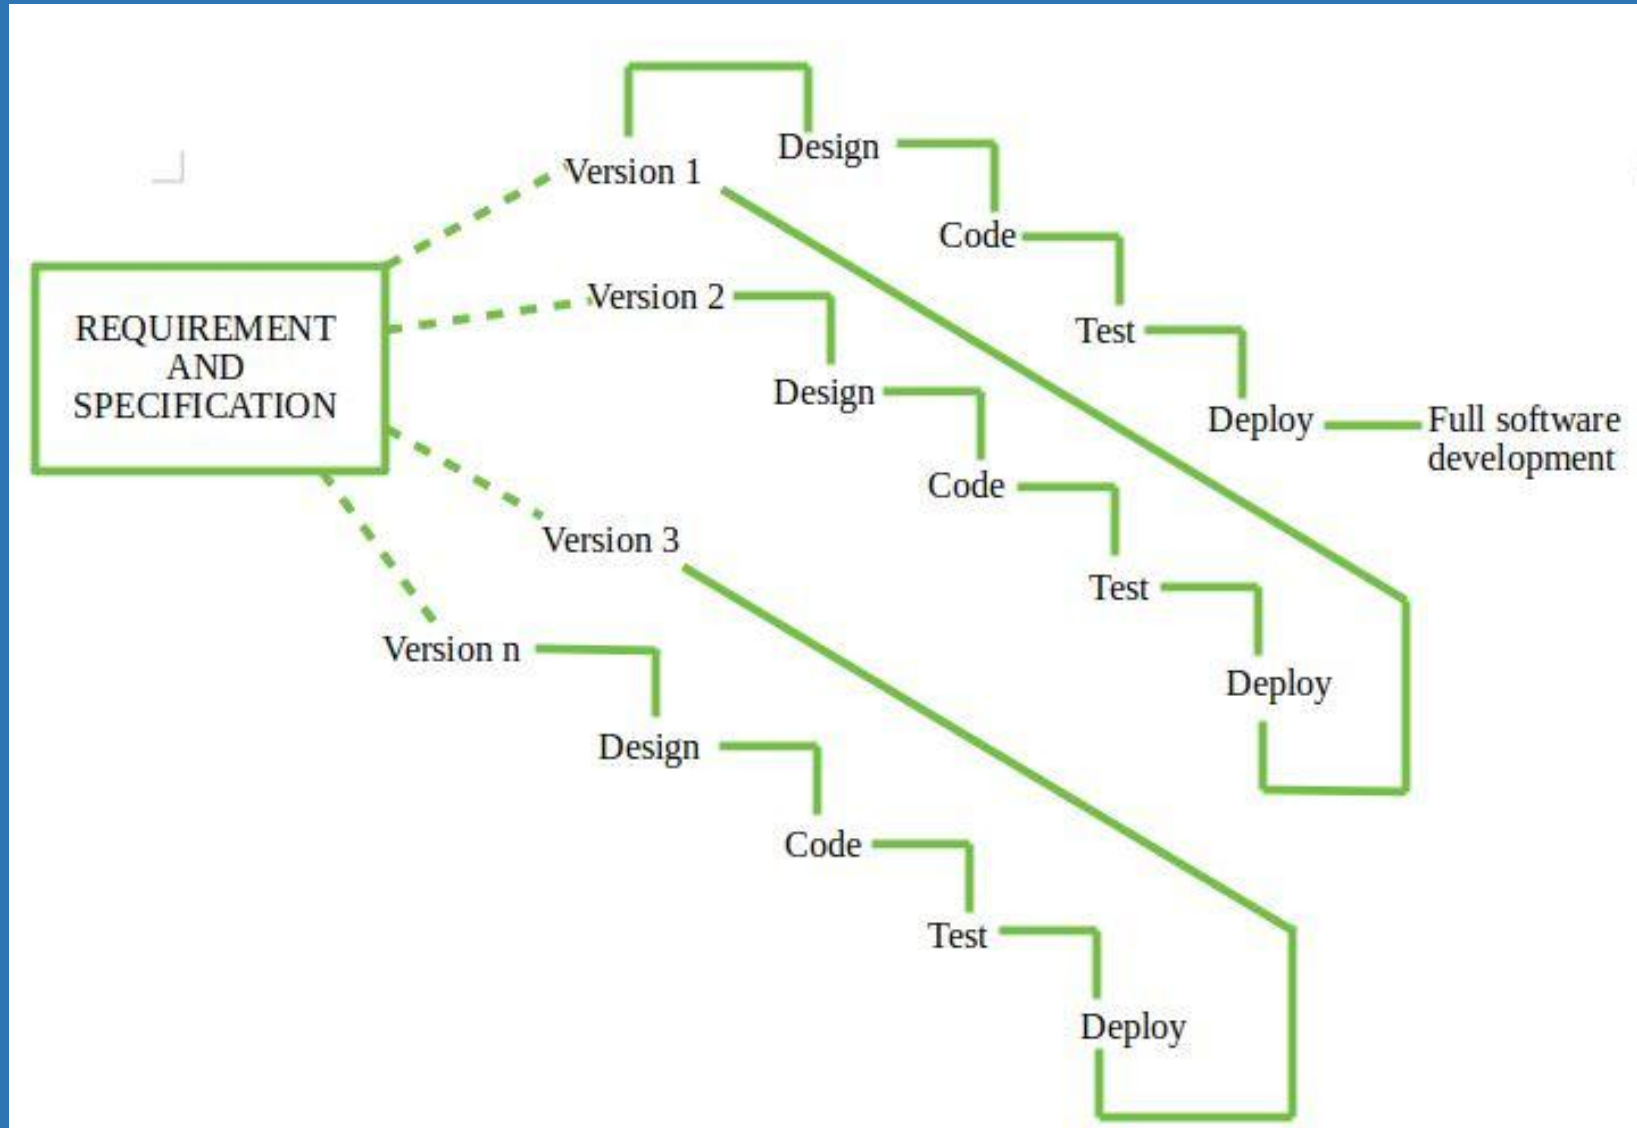 REQUIREMENT
AND
SPECIFICATION
Version 1
Design
Code
Test
Deploy
Full software
development
Version 2
Design
Code
Test
Deploy
Version 3
Version n
Design
Code
Test
Deploy